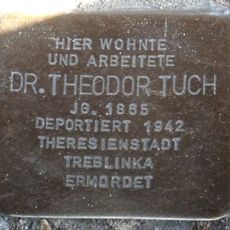 HIER WOHNTE
UND ARBEITETE
DR. THEODOR TUCH
JG. 1865
DEPORTIERT 1942
THERESIENSTADT
TREBLINKA
ERMORDET